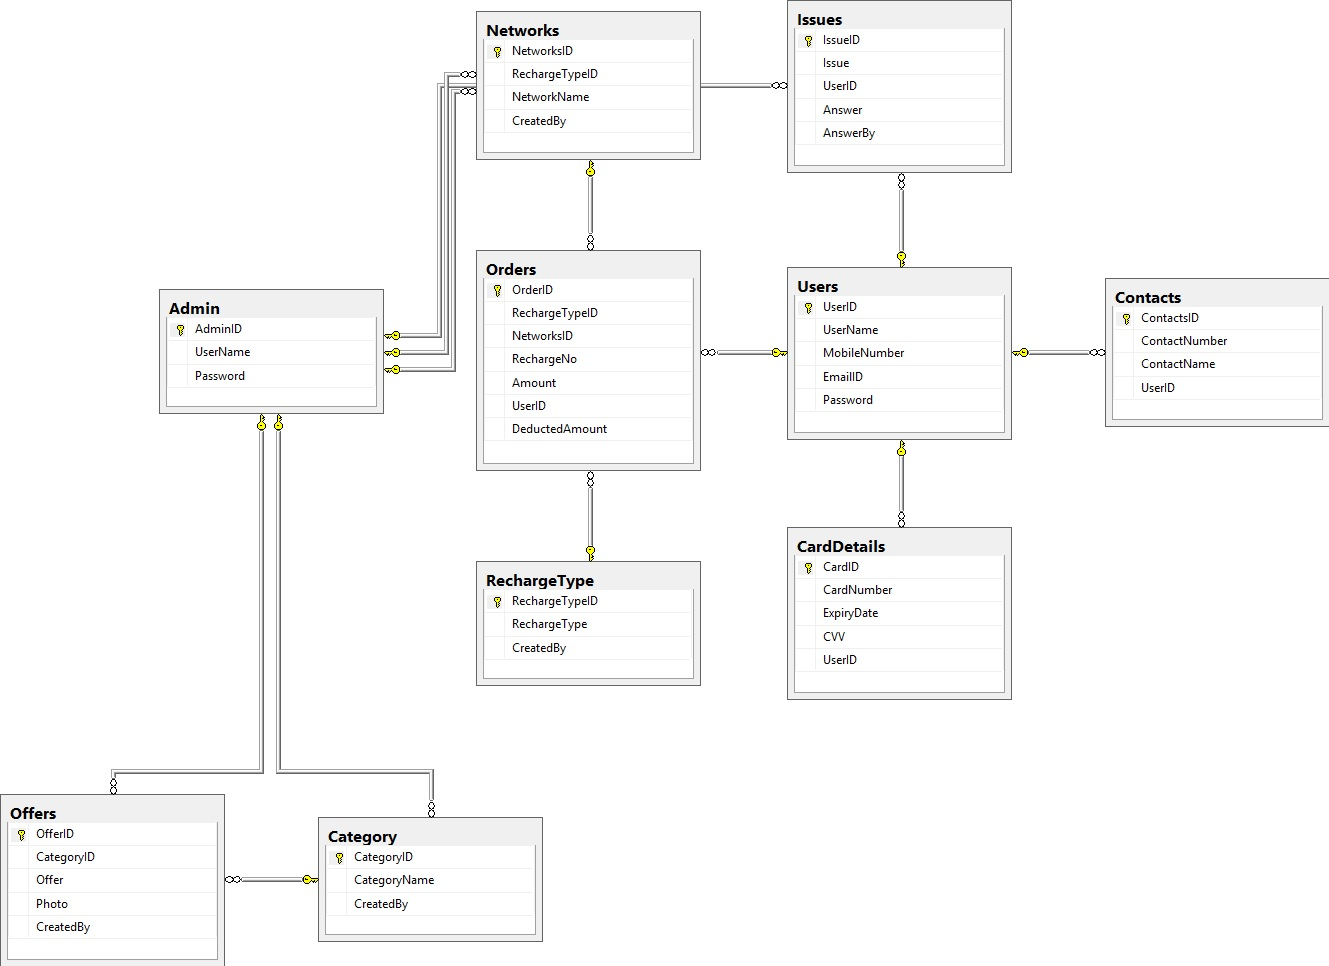 Networks
NetworksID
RechargeTypeID
NetworkName
CreatedBy
Issues
IssueID
Issue
UserID
Answer
AnswerBy
Admin
AdminID
UserName
Password
Orders
OrderID
RechargeTypeID
NetworksID
RechargeNo
Amount
UserID
DeductedAmount
Users
UserID
UserName
MobileNumber
EmailID
Password
Contacts
ContactsID
ContactNumber
ContactName
UserID
RechargeType
RechargeTypeID
RechargeType
CreatedBy
CardDetails
CardID
CardNumber
ExpiryDate
CVV
UserID
Offers
OfferID
CategoryID
Offer
Photo
CreatedBy
Category
CategoryID
CategoryName
CreatedBy